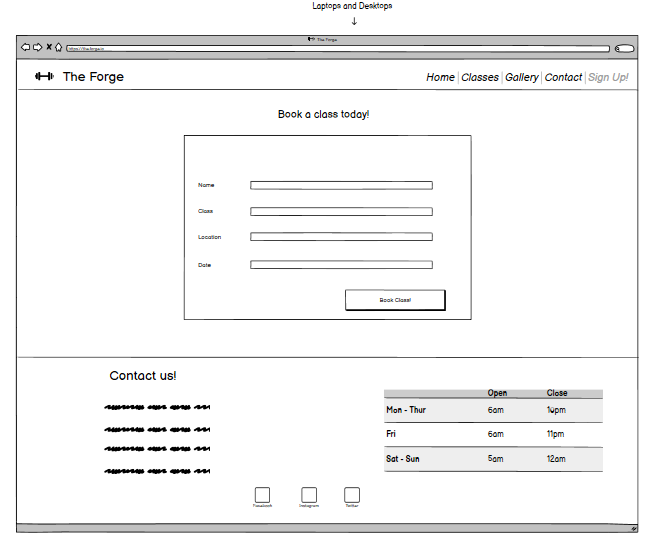 Laptops and Desktops
The Forge
https://theforge.io
The Forge
Home | Classes | Gallery | Contact | Sign Up!
Book a class today!
Name
Class
Location
Date
Book Class!
Contact us!
Open Close
Mon - Thur 6am 10pm
Fri 6am 11pm
Sat - Sun 5am 12am
Facebook Instagram Twitter